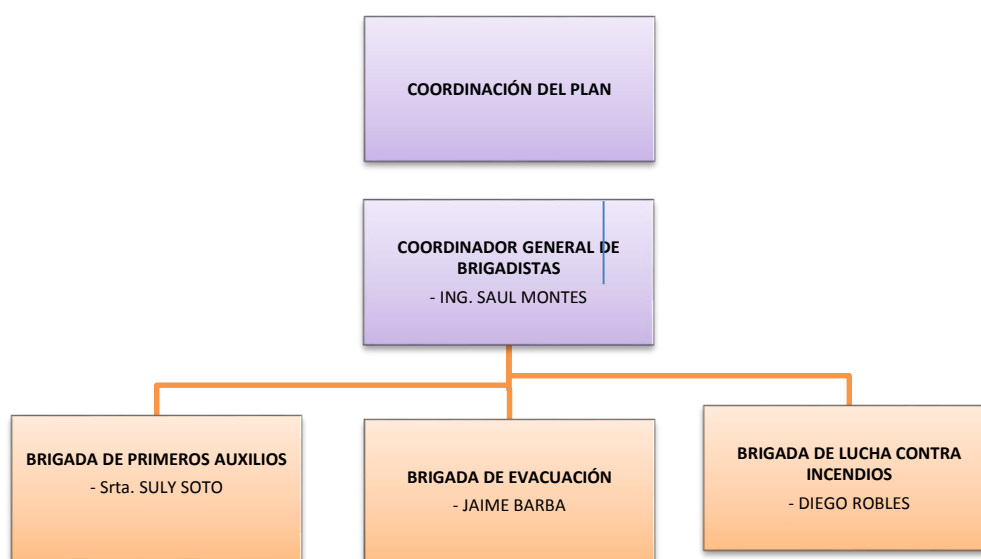 COORDINACIÓN DEL PLAN
COORDINADOR GENERAL DE
BRIGADISTAS
- ING. SAUL MONTES
BRIGADA DE PRIMEROS AUXILIOS
- Srta. SULY SOTO
BRIGADA DE EVACUACIÓN
- JAIME BARBA
BRIGADA DE LUCHA CONTRA
INCENDIOS
- DIEGO ROBLES